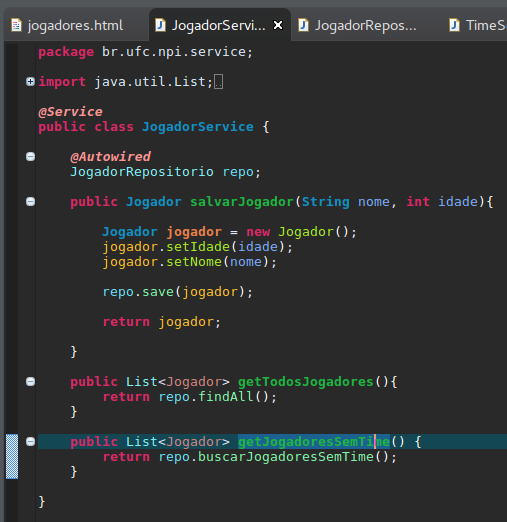 jogadores.html
JogadorServi...
JogadorRepos...
TimeS
package br.ufc.npi.service;
import java.util.List;
@Service
public class JogadorService {
@Autowired
JogadorRepositorio repo;
public Jogador salvarJogador(String nome, int idade){
Jogador jogador = new Jogador();
jogador.setIdade(idade);
jogador.setNome(nome);
repo.save(jogador);
return jogador;
}
public List<Jogador> getTodosJogadores(){
return repo.findAll();
}
public List<Jogador> getJogadoresSemTime() {
return repo.buscarJogadoresSemTime();
}
}